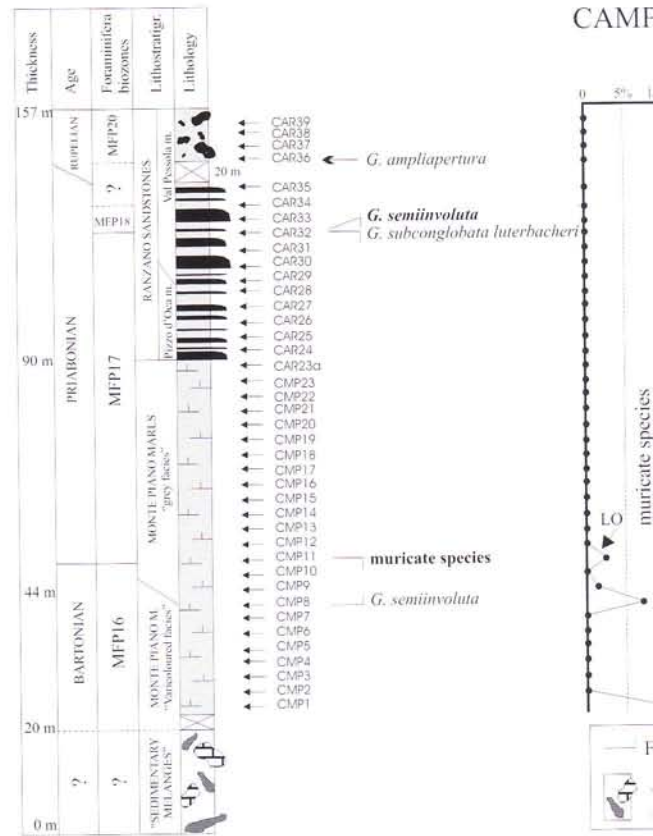 CAMP
Thickness
Age
Foraminifera biozones
Lithostratigr.
Lithology
0 5% 1
157 m
RUPELIAN
MFP20
Val Pessola m.
CAR39
CAR38
CAR37
CAR36
G. ampliapertura
20 m
?
CAR35
CAR34
MFP18
RANZANO SANDSTONES
CAR33
G. semiinvoluta
CAR32
G. subconglobata luterbacheri
CAR31
CAR30
CAR29
CAR28
Pizzo d'Oca m.
CAR27
CAR26
CAR25
CAR24
90 m
CAR23a
PRIABONIAN
MFP17
CMP23
CMP22
CMP21
CMP20
CMP19
MONTE PIANO MARLS
"grey facies"
CMP18
CMP17
CMP16
CMP15
CMP14
CMP13
CMP12
CMP11
muricate species
muricate species
LO
CMP10
CMP9
44 m
CMP8
G. semiinvoluta
BARTONIAN
MFP16
MONTE PIANO M.
"Varicoloured facies"
CMP7
CMP6
CMP5
CMP4
CMP3
CMP2
CMP1
20 m
?
?
"SEDIMENTARY
MELANGES"
0 m
F